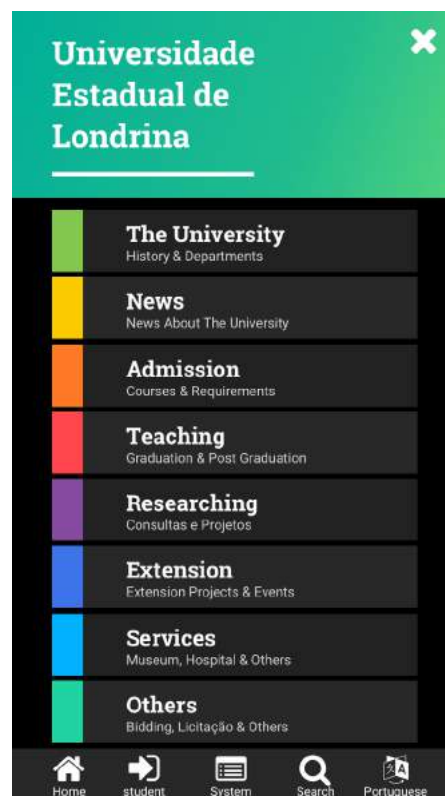 Universidade
Estadual de
Londrina
The University
History & Departments
News
News About The University
Admission
Courses & Requirements
Teaching
Graduation & Post Graduation
Researching
Consultas e Projetos
Extension
Extension Projects & Events
Services
Museum, Hospital & Others
Others
Bidding, Licitação & Others
Home student System Search Portuguese